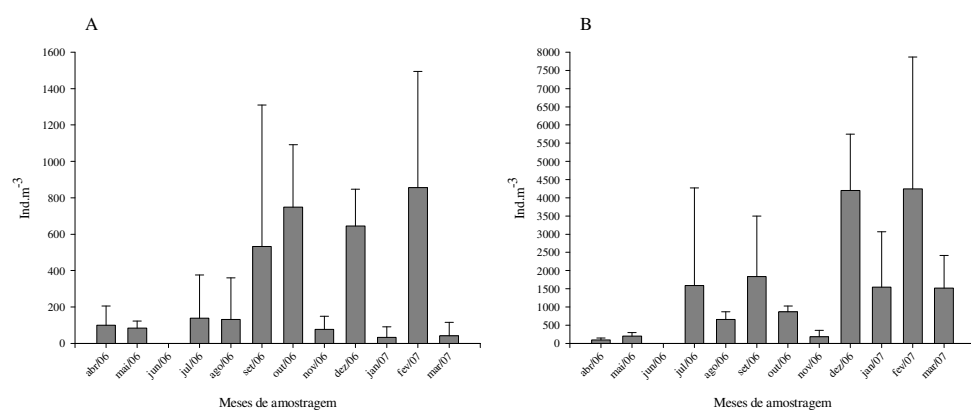 A
1600
1400
1200
1000
800
600
400
200
0
Ind.m⁻³
abr/06
mai/06
jun/06
jul/06
ago/06
set/06
out/06
nov/06
dez/06
jan/07
fev/07
mar/07
Meses de amostragem
B
8000
7500
7000
6500
6000
5500
5000
4500
4000
3500
3000
2500
2000
1500
1000
500
0
Ind.m⁻³
abr/06
mai/06
jun/06
jul/06
ago/06
set/06
out/06
nov/06
dez/06
jan/07
fev/07
mar/07
Meses de amostragem